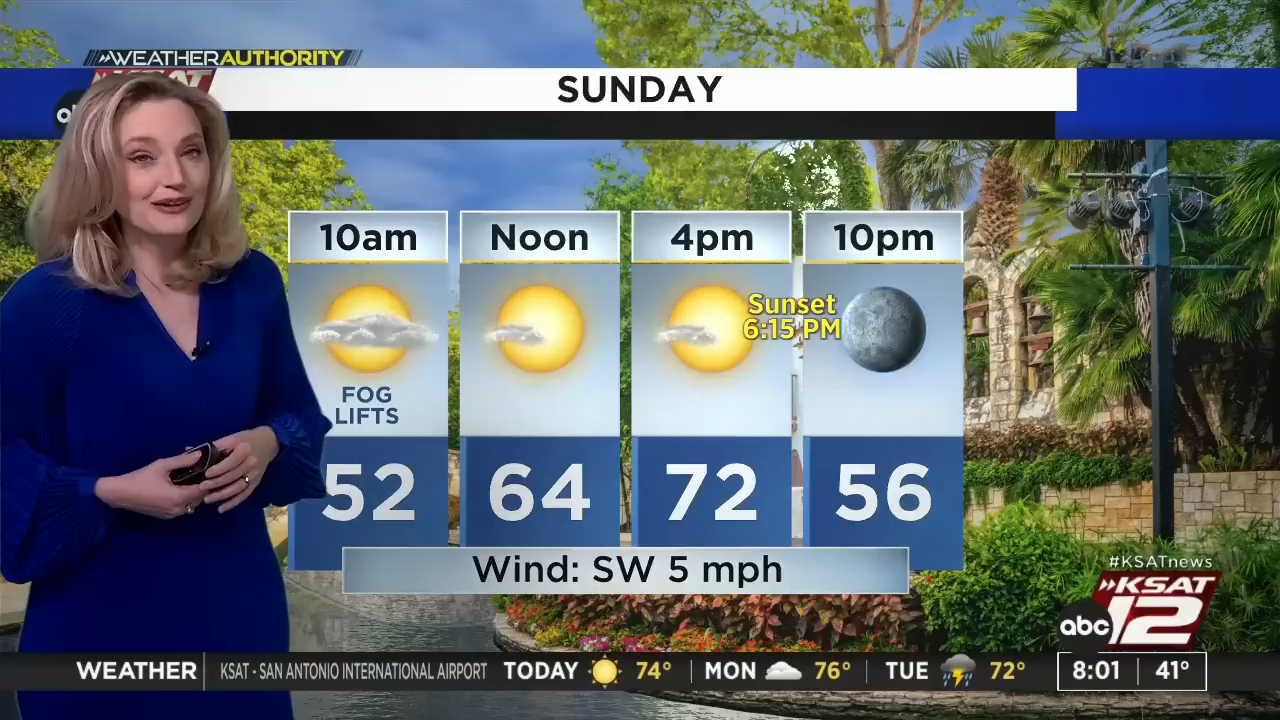 WEATHERAUTHORITY
KSAT
SUNDAY
10am
Noon
4pm
10pm
Sunset
6:15 PM
FOG
LIFTS
52
64
72
56
Wind: SW 5 mph
#KSATnews
KSAT
abc 12
WEATHER KSAT - SAN ANTONIO INTERNATIONAL AIRPORT TODAY 74° MON 76° TUE 72° 8:01 41°